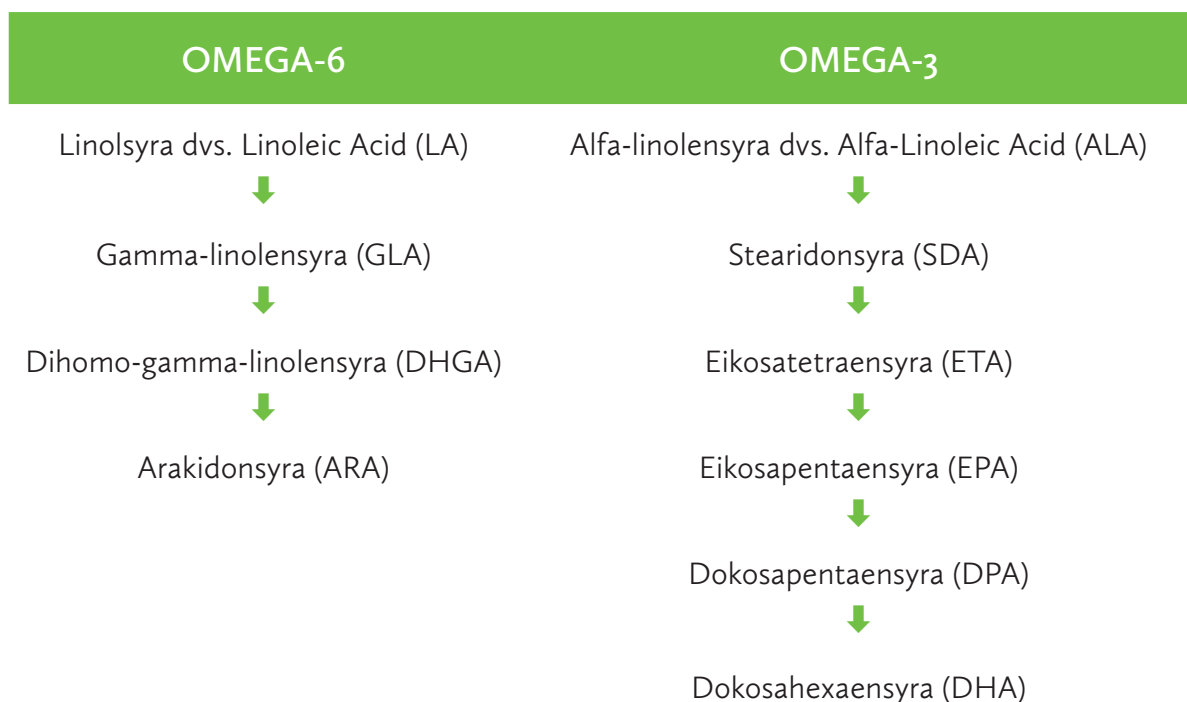 OMEGA-6
OMEGA-3
Linolsyra dvs. Linoleic Acid (LA)
Alfa-linolensyra dvs. Alfa-Linoleic Acid (ALA)
Gamma-linolensyra (GLA)
Stearidonsyra (SDA)
Dihomo-gamma-linolensyra (DHGA)
Eikosatetraensyra (ETA)
Arakidonsyra (ARA)
Eikosapentaensyra (EPA)
Dokosapentaensyra (DPA)
Dokosahexaensyra (DHA)